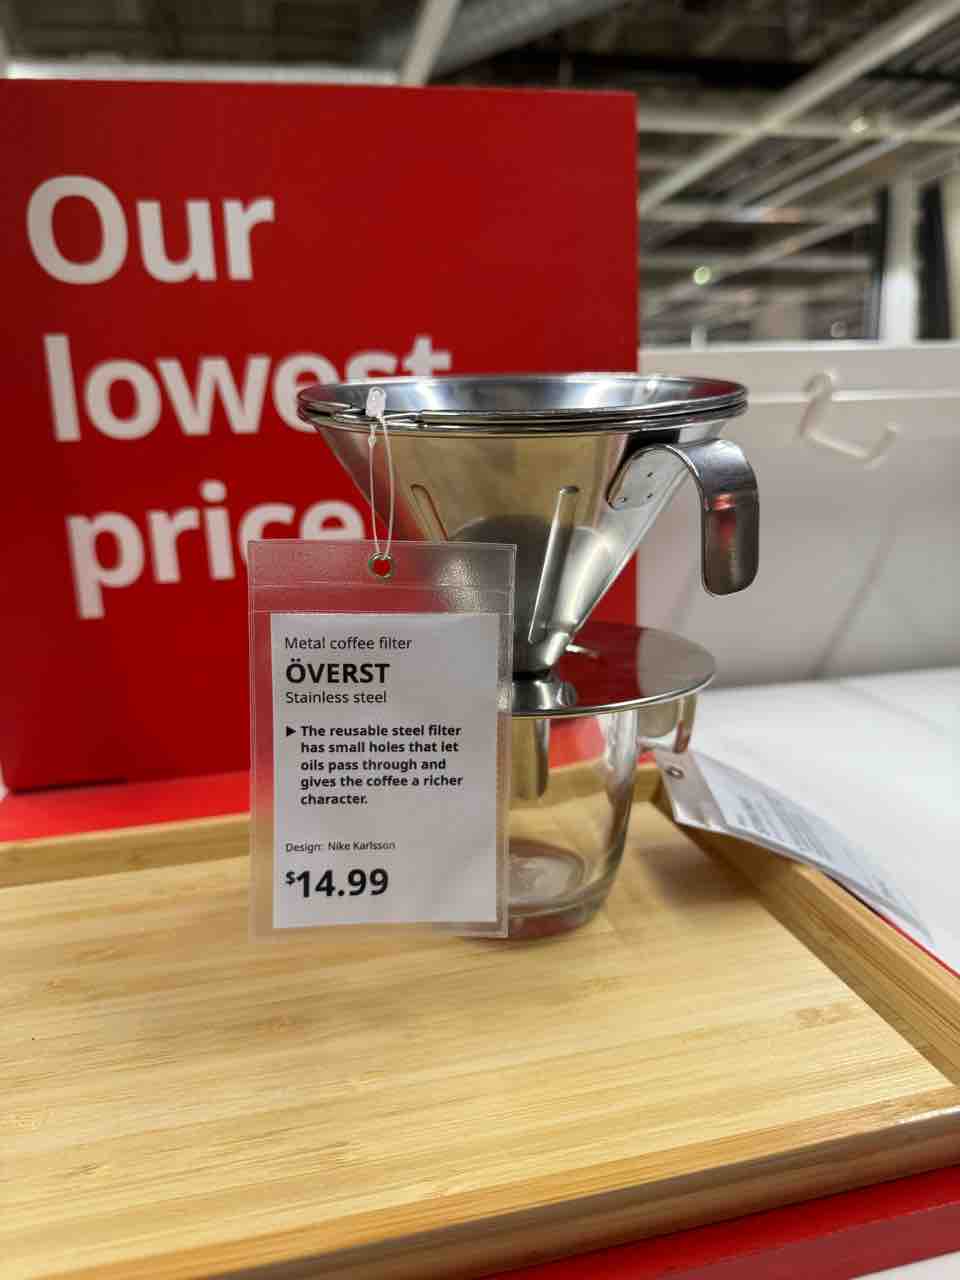 Our
lowest
price
Metal coffee filter
ÖVERST
Stainless steel
▶ The reusable steel filter
has small holes that let
oils pass through and
gives the coffee a richer
character.
Design: Nike Karlsson
$14.99